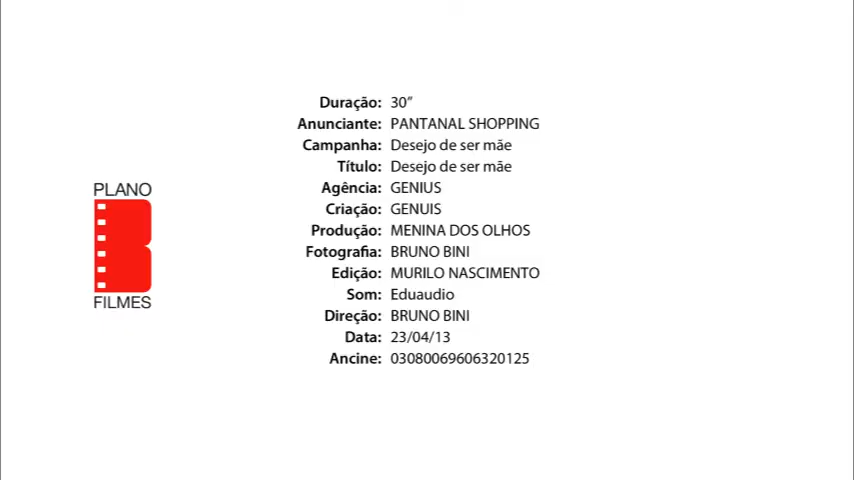 PLANO
FILMES
Duração: 30”
Anunciante: PANTANAL SHOPPING
Campanha: Desejo de ser mãe
Título: Desejo de ser mãe
Agência: GENIUS
Criação: GENUIS
Produção: MENINA DOS OLHOS
Fotografia: BRUNO BINI
Edição: MURILO NASCIMENTO
Som: Eduaudio
Direção: BRUNO BINI
Data: 23/04/13
Ancine: 03080069606320125